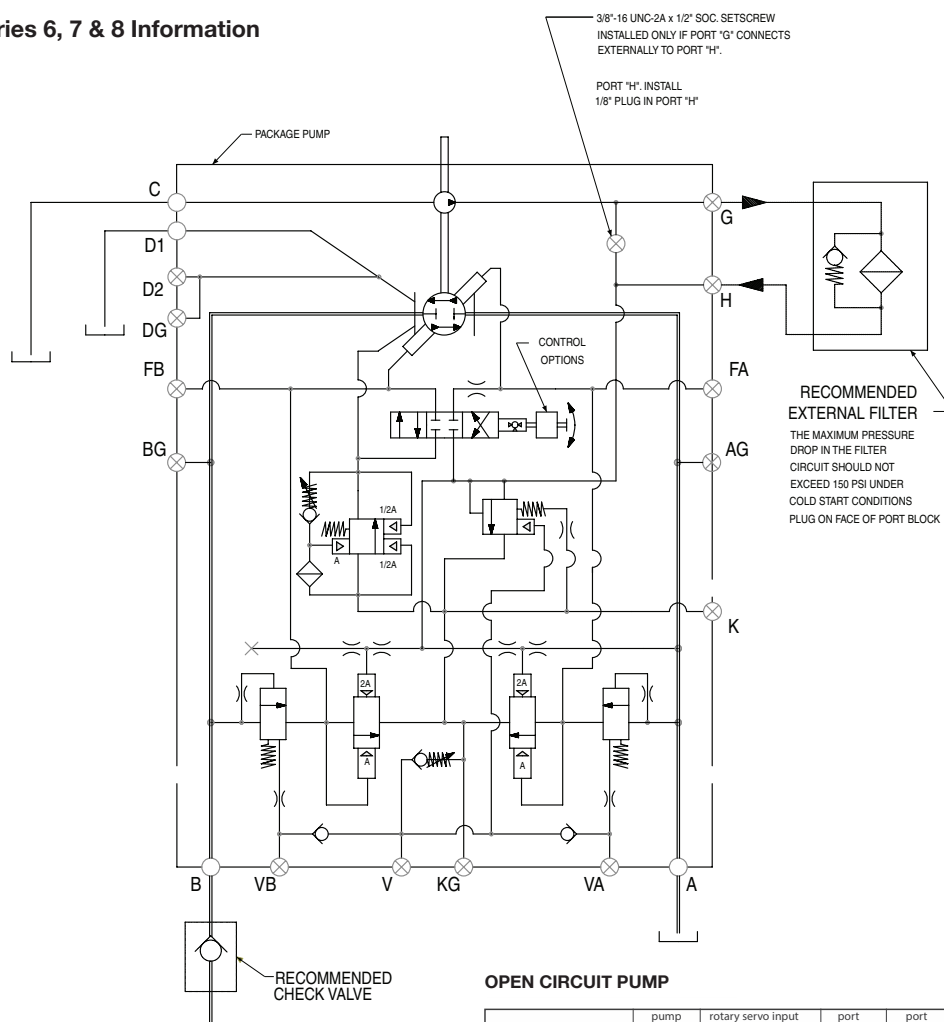 ries 6, 7 & 8 Information
3/8"-16 UNC-2A x 1/2" SOC. SETSCREW
INSTALLED ONLY IF PORT "G" CONNECTS
EXTERNALLY TO PORT "H".
PORT "H". INSTALL
1/8" PLUG IN PORT "H"
PACKAGE PUMP
C
G
D1
D2
H
DG
CONTROL
OPTIONS
FB
FA
RECOMMENDED
EXTERNAL FILTER
THE MAXIMUM PRESSURE
DROP IN THE FILTER
CIRCUIT SHOULD NOT
EXCEED 150 PSI UNDER
COLD START CONDITIONS
PLUG ON FACE OF PORT BLOCK
BG
AG
1/2A
A
1/2A
K
2A
2A
A
A
B
VB
V
KG
VA
A
RECOMMENDED
CHECK VALVE
OPEN CIRCUIT PUMP
pump
rotary servo input
port
port